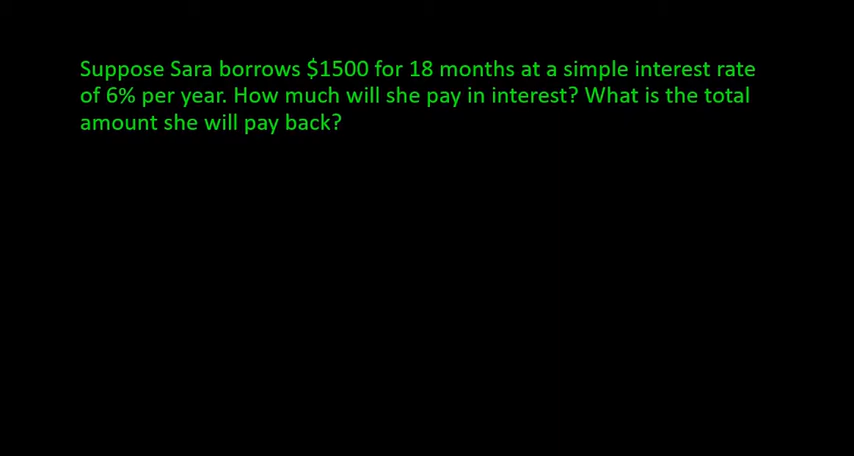 Suppose Sara borrows $1500 for 18 months at a simple interest rate
of 6% per year. How much will she pay in interest? What is the total
amount she will pay back?